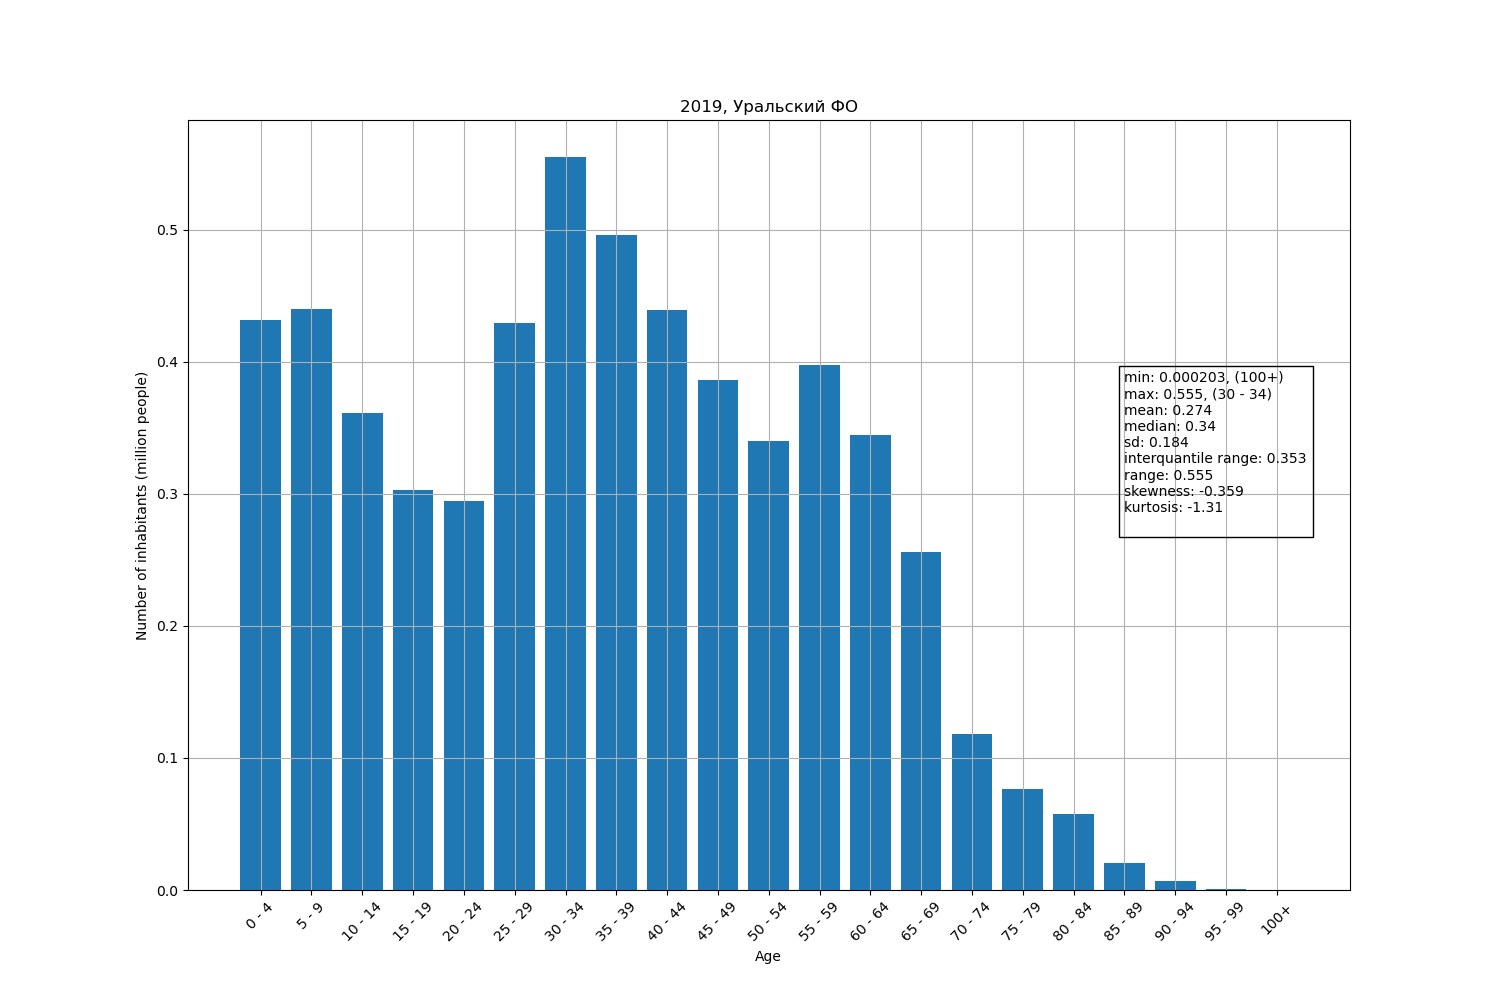 2019, Уральский ФО
Number of inhabitants (million people)
0.5
0.4
0.3
0.2
0.1
0.0
min: 0.000203, (100+)
max: 0.555, (30 - 34)
mean: 0.274
median: 0.34
sd: 0.184
interquantile range: 0.353
range: 0.555
skewness: -0.359
kurtosis: -1.31
0 - 4
5 - 9
10 - 14
15 - 19
20 - 24
25 - 29
30 - 34
35 - 39
40 - 44
45 - 49
50 - 54
55 - 59
60 - 64
65 - 69
70 - 74
75 - 79
80 - 84
85 - 89
90 - 94
95 - 99
100+
Age